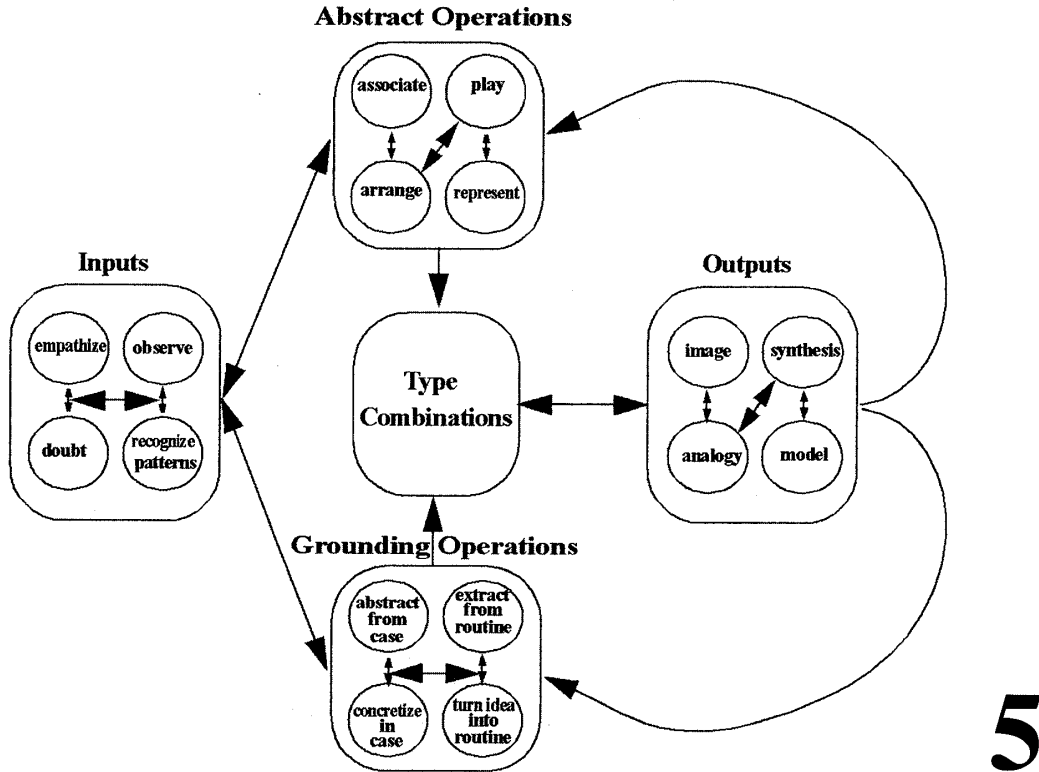 Abstract Operations
associate
play
arrange
represent
Inputs
empathize
observe
doubt
recognize
patterns
Type
Combinations
Outputs
image
synthesis
analogy
model
Grounding Operations
abstract
from
case
extract
from
routine
concretize
in
case
turn idea
into
routine
5